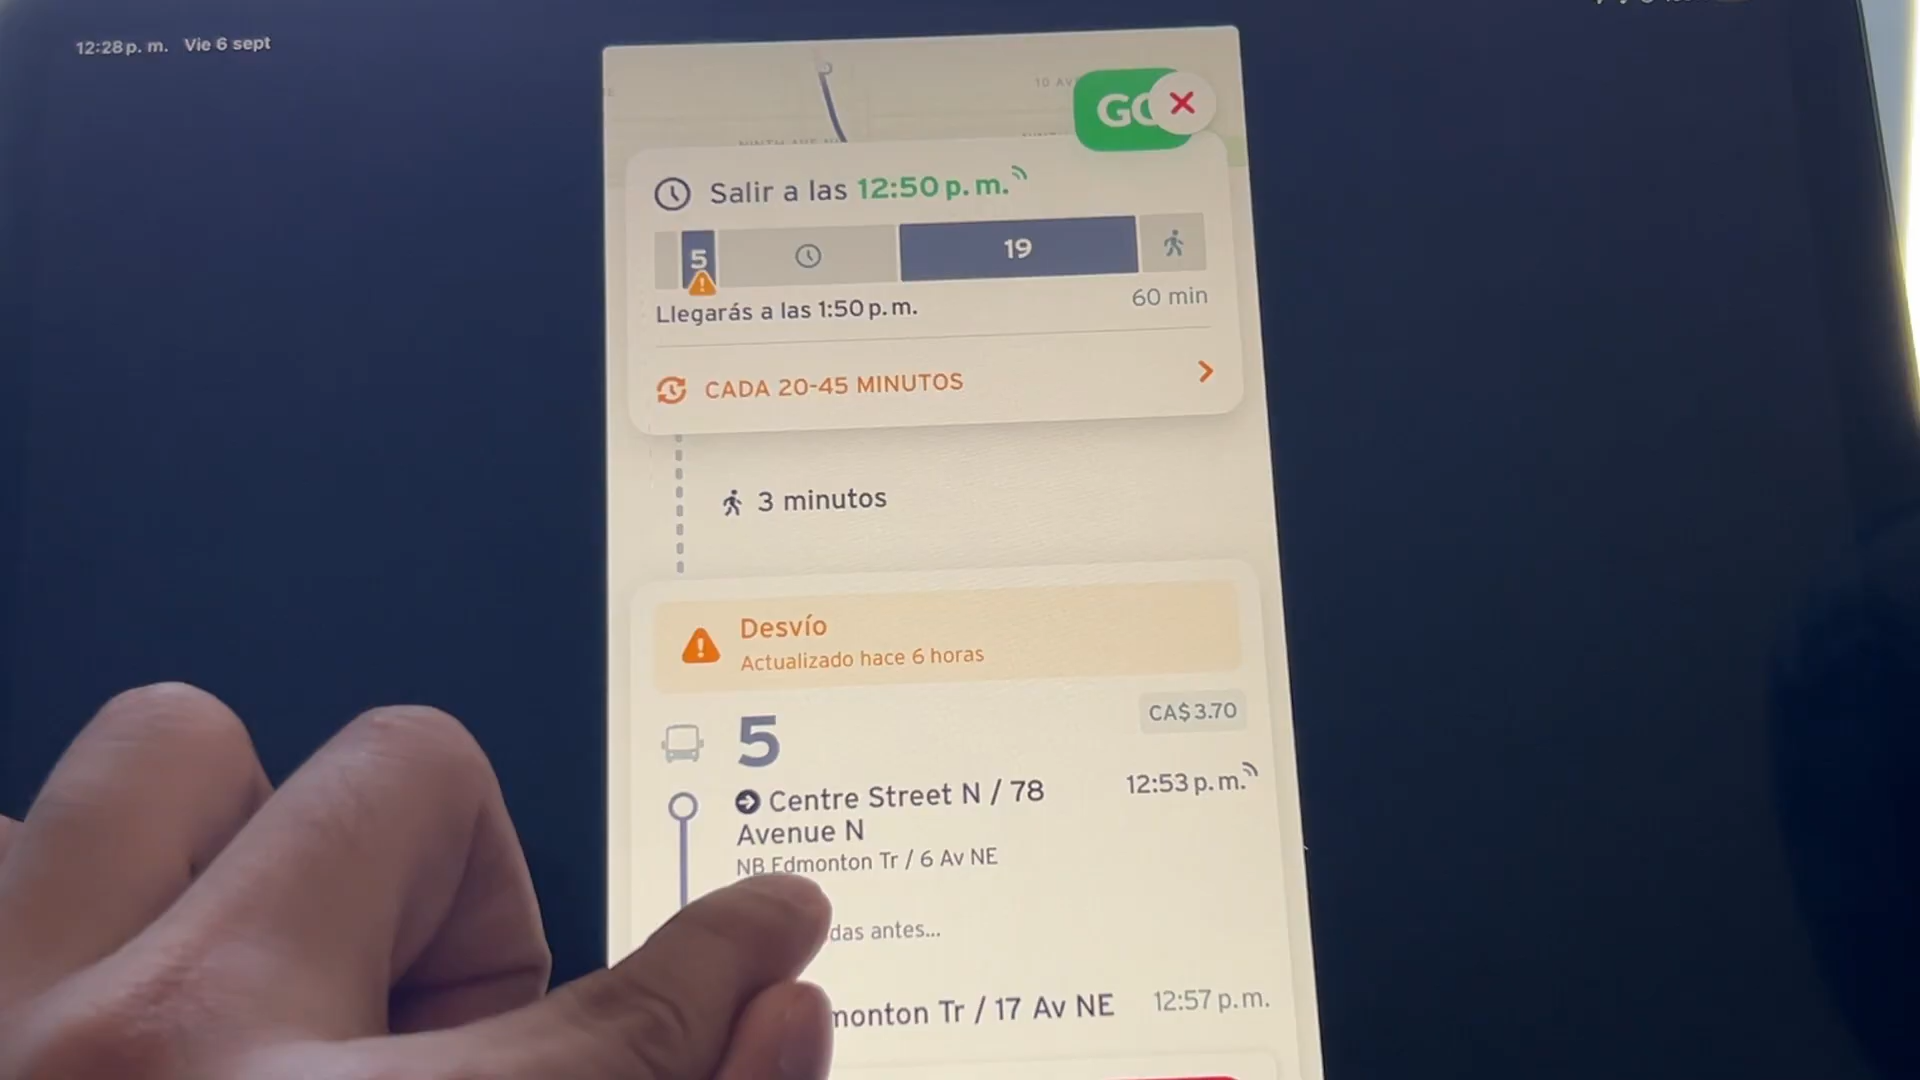 12:28 p. m. Vie 6 sept
10 AV
GO
Salir a las 12:50 p. m.
5
19
Llegarás a las 1:50 p. m.
60 min
CADA 20-45 MINUTOS
3 minutos
Desvío
Actualizado hace 6 horas
5
CA$3.70
Centre Street N / 78
Avenue N
12:53 p. m.
NB Edmonton Tr / 6 Av NE
das antes...
monton Tr / 17 Av NE
12:57 p. m.